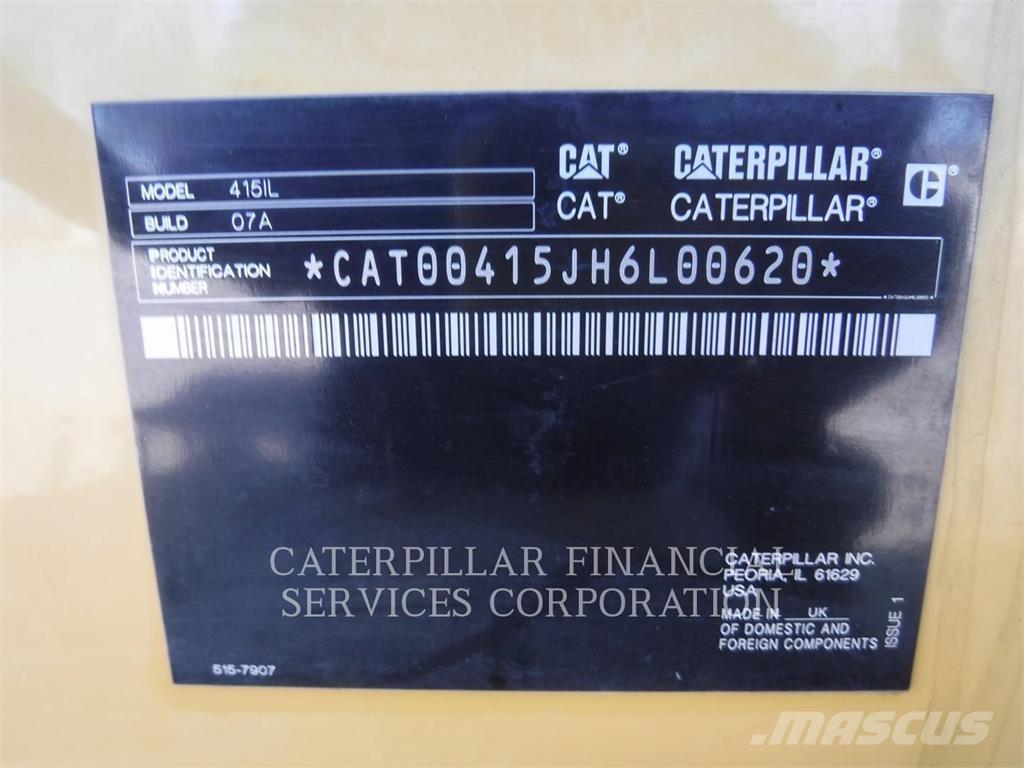 CAT® CATERPILLAR®
CAT® CATERPILLAR®
MODEL 415IL
BUILD 07A
PRODUCT
IDENTIFICATION
NUMBER
*CAT00415JH6L00620*
CATERPILLAR FINANCIAL
SERVICES CORPORATION
CATERPILLAR INC.
PEORIA, IL 61629
USA
MADE IN UK
OF DOMESTIC AND
FOREIGN COMPONENTS
ISSUE 1
515-7907
MASCUS